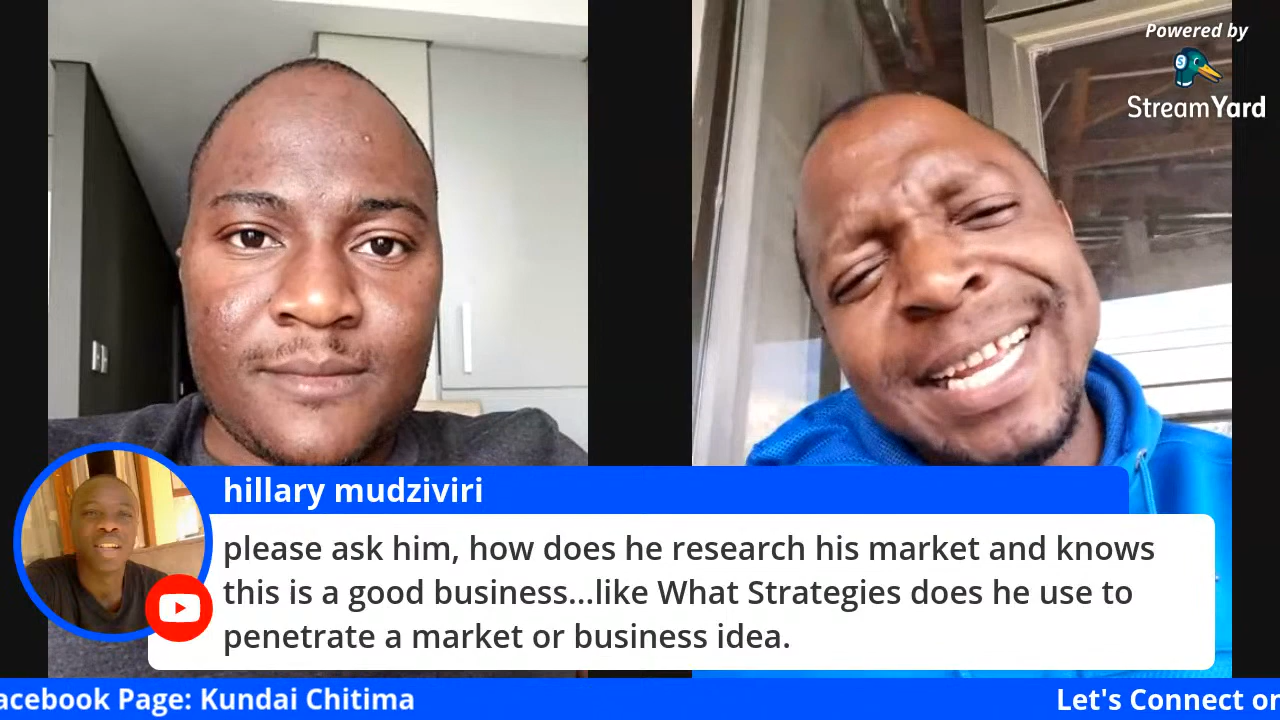 Powered by
StreamYard
hillary mudziviri
please ask him, how does he research his market and knows
this is a good business...like What Strategies does he use to
penetrate a market or business idea.
acebook Page: Kundai Chitima
Let's Connect or